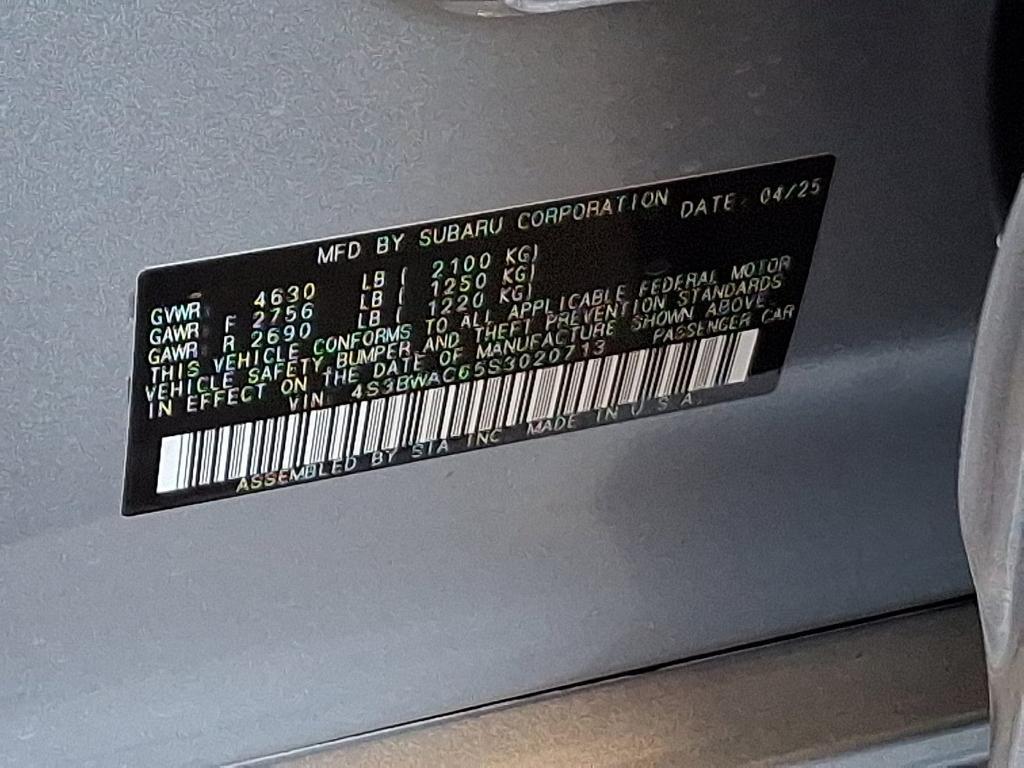 MFD BY SUBARU CORPORATION DATE 04/25
GVWR 4630 LB ( 2100 KG)
GAWR F 2756 LB ( 1250 KG)
GAWR R 2690 LB ( 1220 KG)
THIS VEHICLE CONFORMS TO ALL APPLICABLE FEDERAL MOTOR
VEHICLE SAFETY,BUMPER AND THEFT PREVENTION STANDARDS
IN EFFECT ON THE DATE OF MANUFACTURE SHOWN ABOVE.
VIN 4S3BWAC65S3020713 PASSENGER CAR
ASSEMBLED BY SIA INC MADE IN U.S.A.